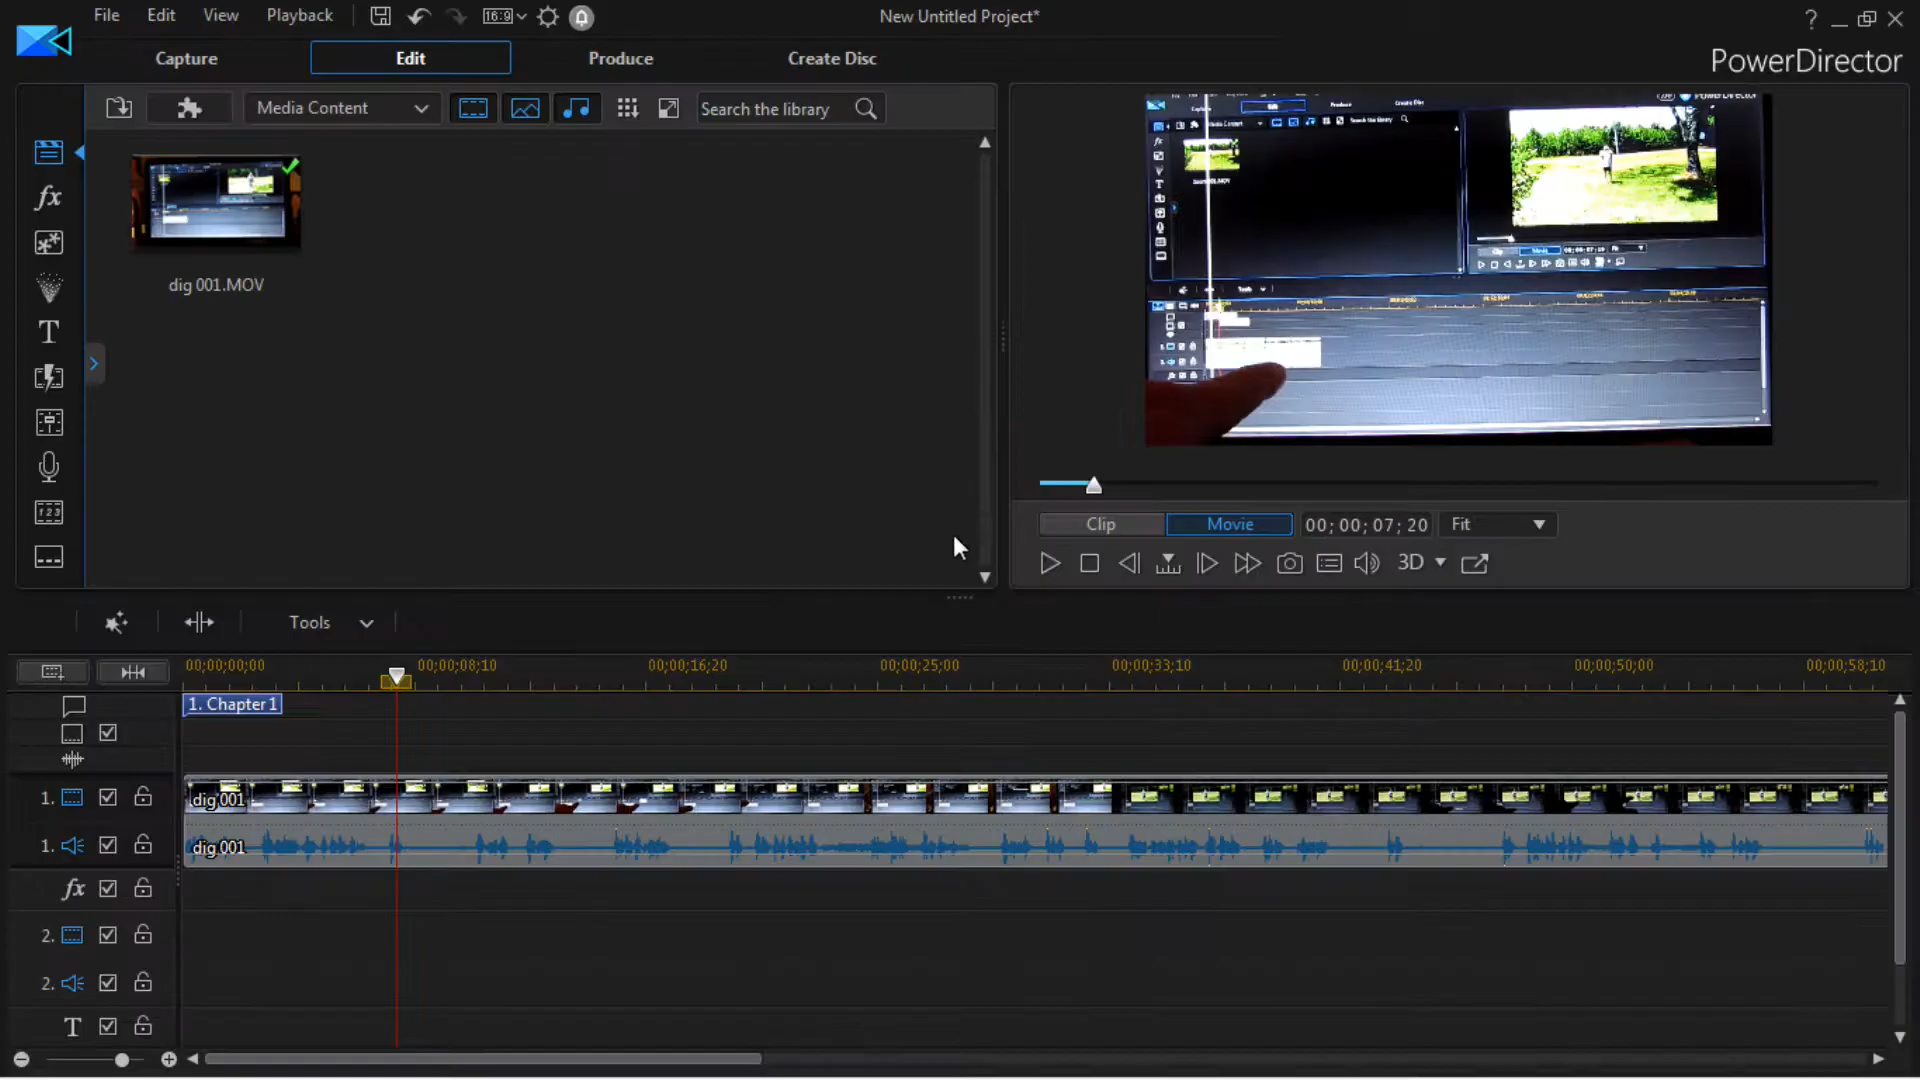 File Edit View Playback 16:9 New Untitled Project* ?
Capture Edit Produce Create Disc PowerDirector
Media Content Search the library
dig 001.MOV
fx
T
123
Clip Movie 00; 00; 07; 20 Fit
3D
Tools
00;00;00;00 00;00;08;10 00;00;16;20 00;00;25;00 00;00;33;10 00;00;41;20 00;00;50;00 00;00;58;10
1. Chapter 1
1. dig 001
1. dig 001
fx
2.
2.
T